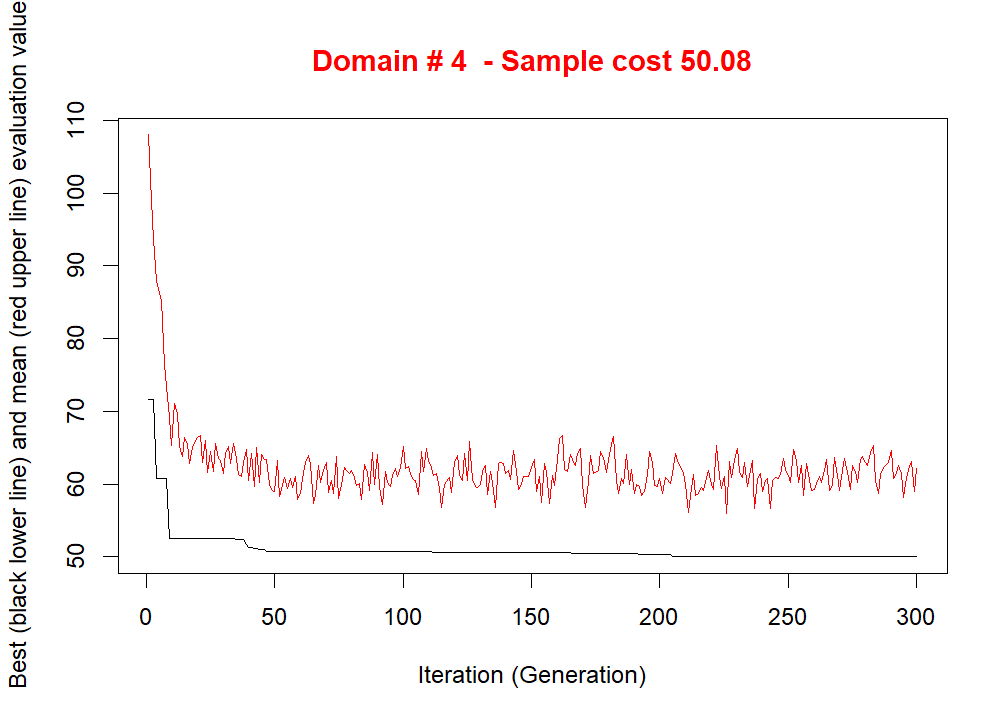 Domain # 4  - Sample cost 50.08
Best (black lower line) and mean (red upper line) evaluation value
110
100
90
80
70
60
50
0 50 100 150 200 250 300
Iteration (Generation)